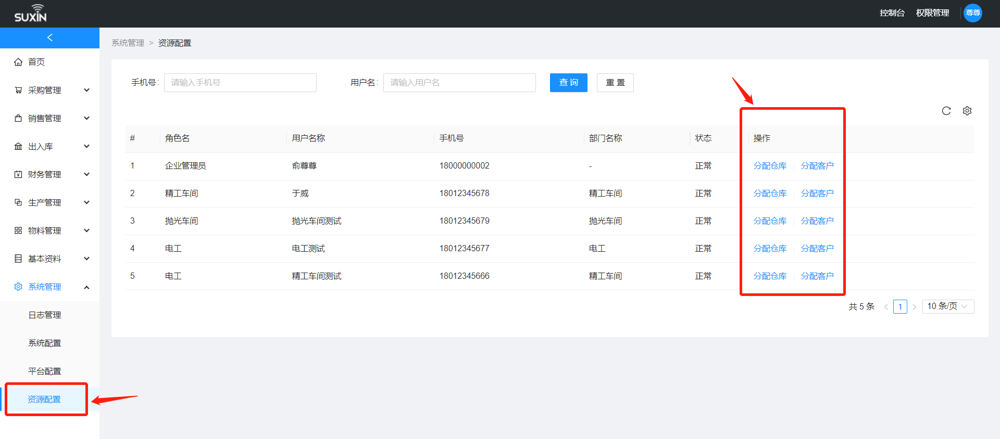 SUXIN
控制台 权限管理 尊尊
系统管理 > 资源配置
首页
采购管理
销售管理
出入库
财务管理
生产管理
物料管理
基本资料
系统管理
日志管理
系统配置
平台配置
资源配置
手机号: 请输入手机号 用户名: 请输入用户名 查 询 重 置
# 角色名 用户名称 手机号 部门名称 状态 操作
1 企业管理员 俞尊尊 18000000002 - 正常 分配仓库 分配客户
2 精工车间 于威 18012345678 精工车间 正常 分配仓库 分配客户
3 抛光车间 抛光车间测试 18012345679 抛光车间 正常 分配仓库 分配客户
4 电工 电工测试 18012345677 电工 正常 分配仓库 分配客户
5 电工 精工车间测试 18012345666 精工车间 正常 分配仓库 分配客户
共 5 条 < 1 > 10 条/页